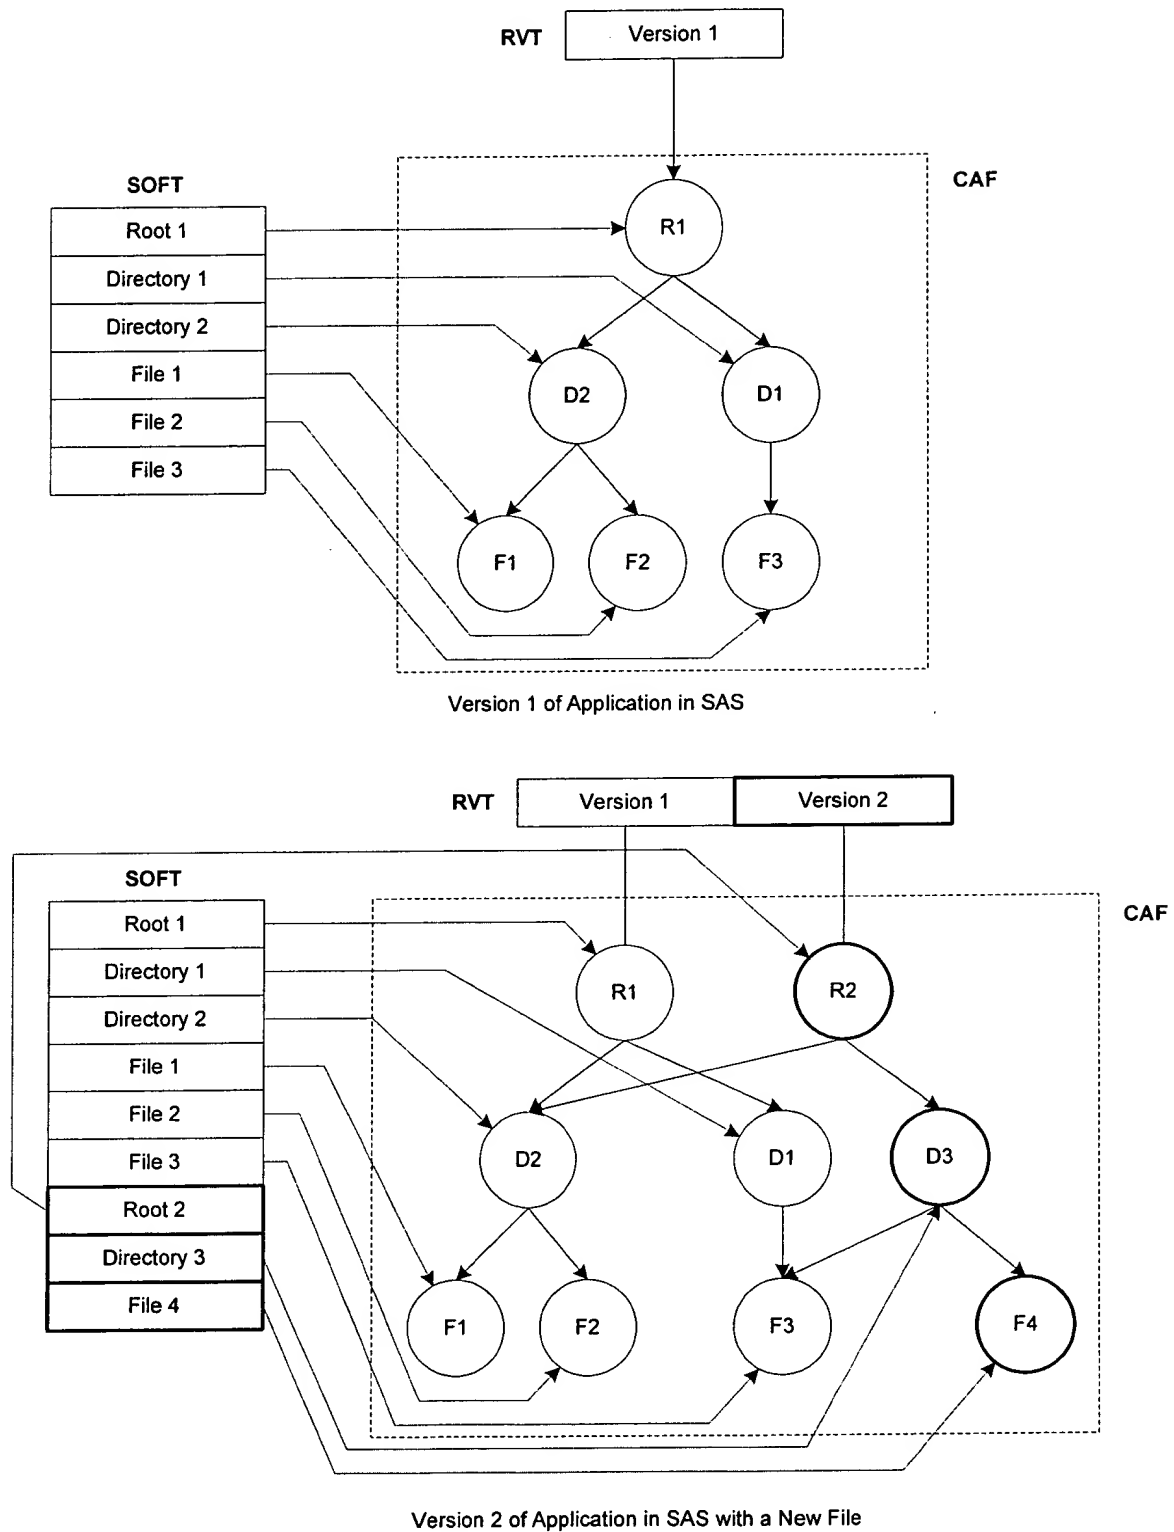 RVT
Version 1
SOFT
CAF
Root 1
Directory 1
Directory 2
File 1
File 2
File 3
R1
D2
D1
F1
F2
F3
Version 1 of Application in SAS
RVT
Version 1
Version 2
SOFT
CAF
Root 1
Directory 1
Directory 2
File 1
File 2
File 3
Root 2
Directory 3
File 4
R1
R2
D2
D1
D3
F1
F2
F3
F4
Version 2 of Application in SAS with a New File